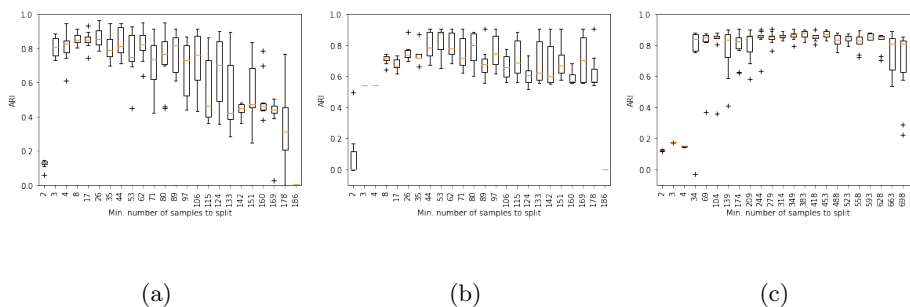 1.0
0.8
0.6
0.4
0.2
0.0
ARI
2 3 4 8 17 26 35 44 53 62 71 80 89 97 106 115 124 133 142 151 160 169 178 186
Min. number of samples to split
(a)
1.0
0.8
0.6
0.4
0.2
0.0
ARI
2 3 4 8 17 26 35 44 53 62 71 80 89 97 106 115 124 133 142 151 160 169 178 186
Min. number of samples to split
(b)
1.0
0.8
0.6
0.4
0.2
0.0
ARI
2 3 4 34 69 104 139 174 209 244 279 314 349 383 418 453 488 523 558 593 628 663 698
Min. number of samples to split
(c)